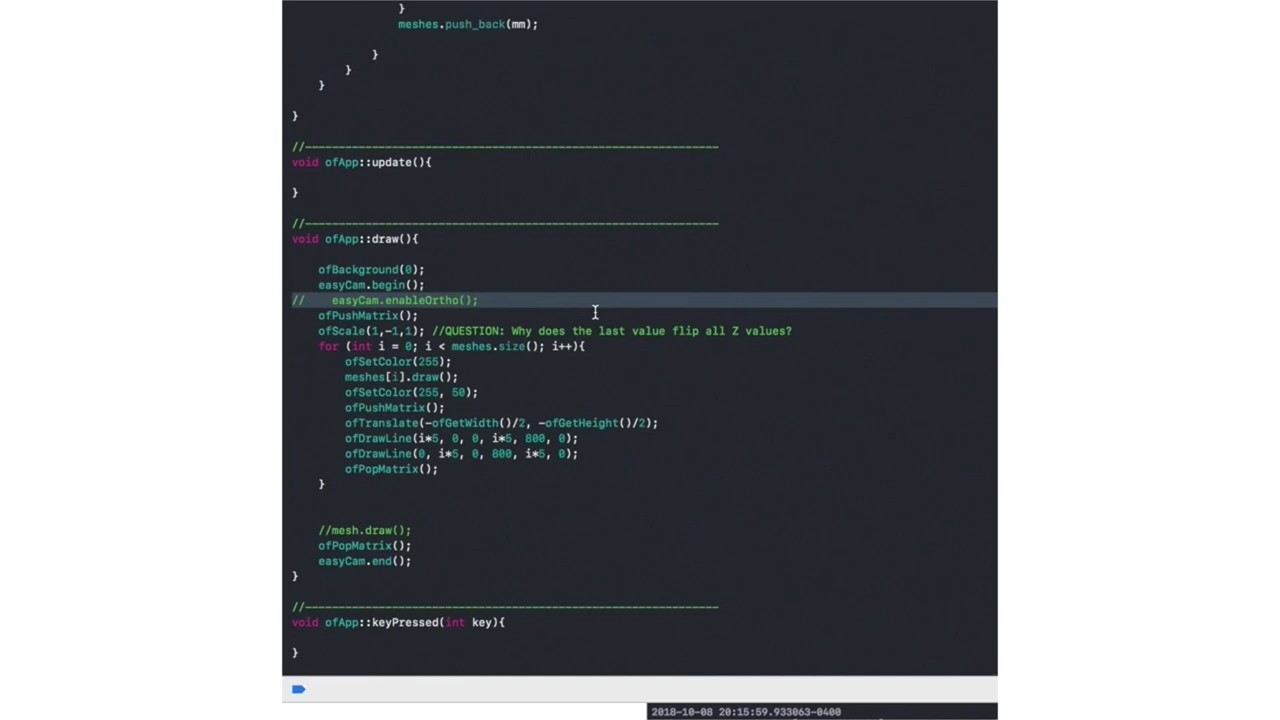 }
meshes.push_back(mm);
}
}
}
}
//--------------------------------------------------------------
void ofApp::update(){
}
//--------------------------------------------------------------
void ofApp::draw(){
ofBackground(0);
easyCam.begin();
//    easyCam.enableOrtho();
ofPushMatrix();
ofScale(1,-1,1); //QUESTION: Why does the last value flip all Z values?
for (int i = 0; i < meshes.size(); i++){
ofSetColor(255);
meshes[i].draw();
ofSetColor(255, 50);
ofPushMatrix();
ofTranslate(-ofGetWidth()/2, -ofGetHeight()/2);
ofDrawLine(i*5, 0, 0, i*5, 800, 0);
ofDrawLine(0, i*5, 0, 800, i*5, 0);
ofPopMatrix();
}
//mesh.draw();
ofPopMatrix();
easyCam.end();
}
//--------------------------------------------------------------
void ofApp::keyPressed(int key){
}
2018-10-08 20:15:59.933063-0400